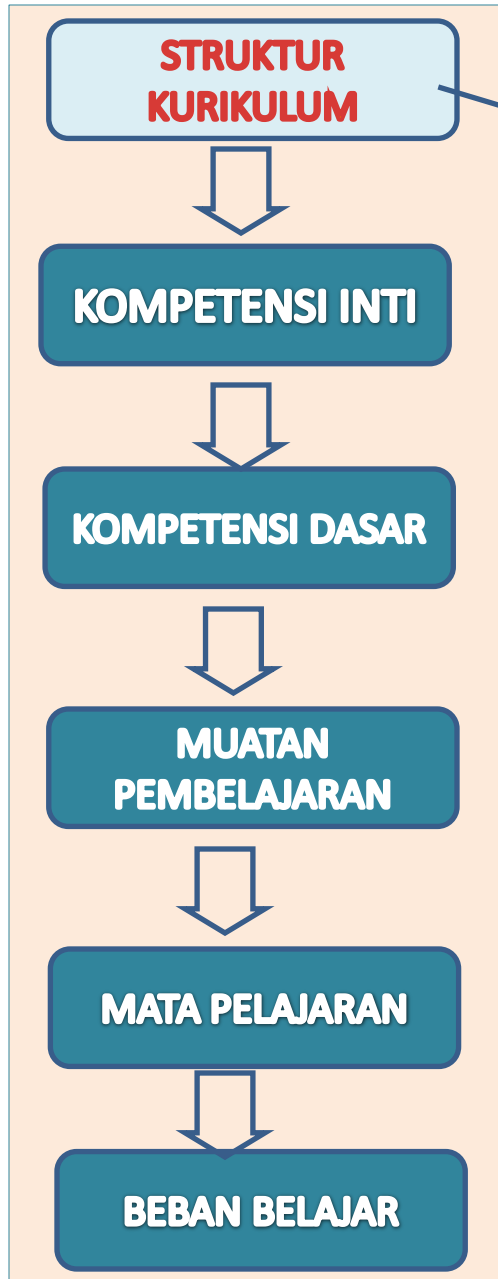 STRUKTUR
KURIKULUM
KOMPETENSI INTI
KOMPETENSI DASAR
MUATAN
PEMBELAJARAN
MATA PELAJARAN
BEBAN BELAJAR